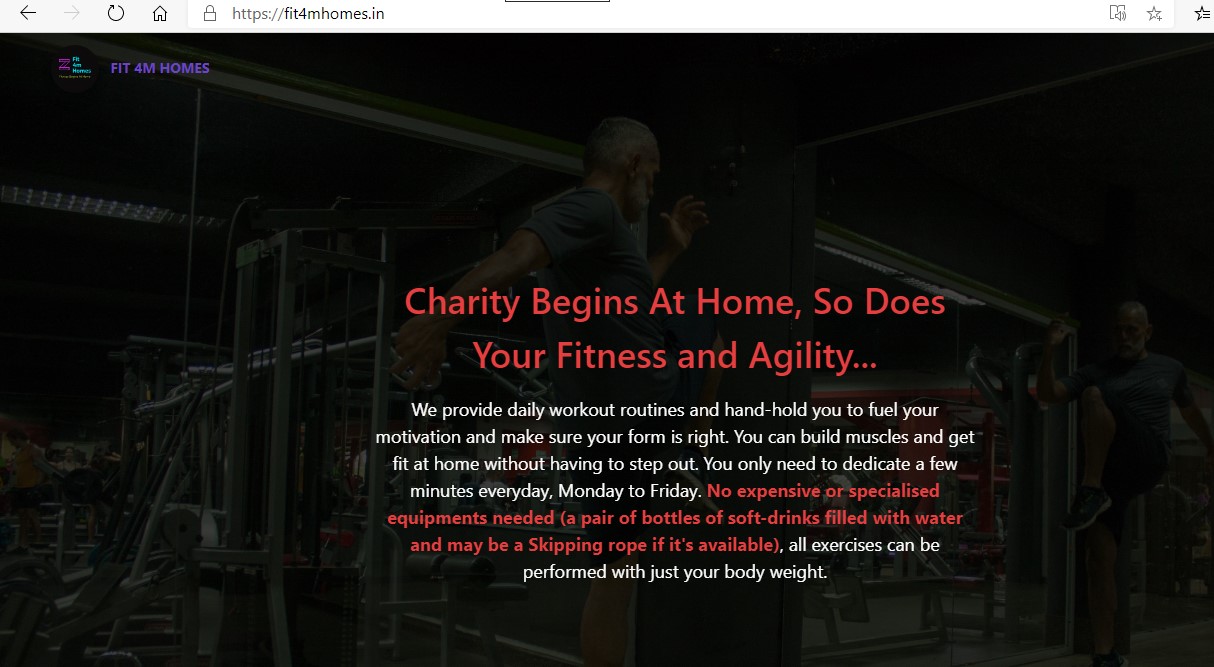 https://fit4mhomes.in
Fit
4m
Homes
FIT 4M HOMES
Charity Begins At Home, So Does
Your Fitness and Agility...
We provide daily workout routines and hand-hold you to fuel your
motivation and make sure your form is right. You can build muscles and get
fit at home without having to step out. You only need to dedicate a few
minutes everyday, Monday to Friday. No expensive or specialised
equipments needed (a pair of bottles of soft-drinks filled with water
and may be a Skipping rope if it's available), all exercises can be
performed with just your body weight.